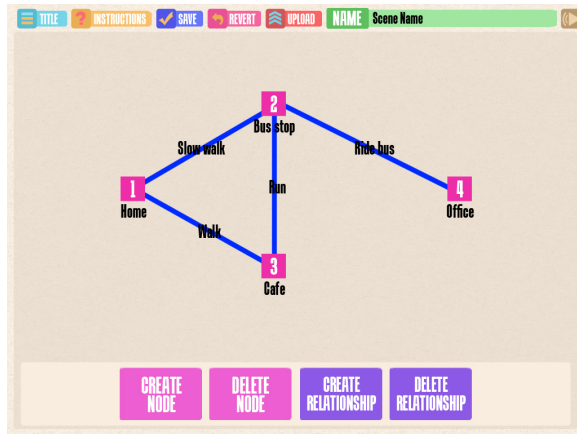 TITLE
INSTRUCTIONS
SAVE
REVERT
UPLOAD
NAME
Scene Name
2
Bus stop
Slow walk
Ride bus
1
Home
Run
4
Office
Walk
3
Cafe
CREATE
NODE
DELETE
NODE
CREATE
RELATIONSHIP
DELETE
RELATIONSHIP